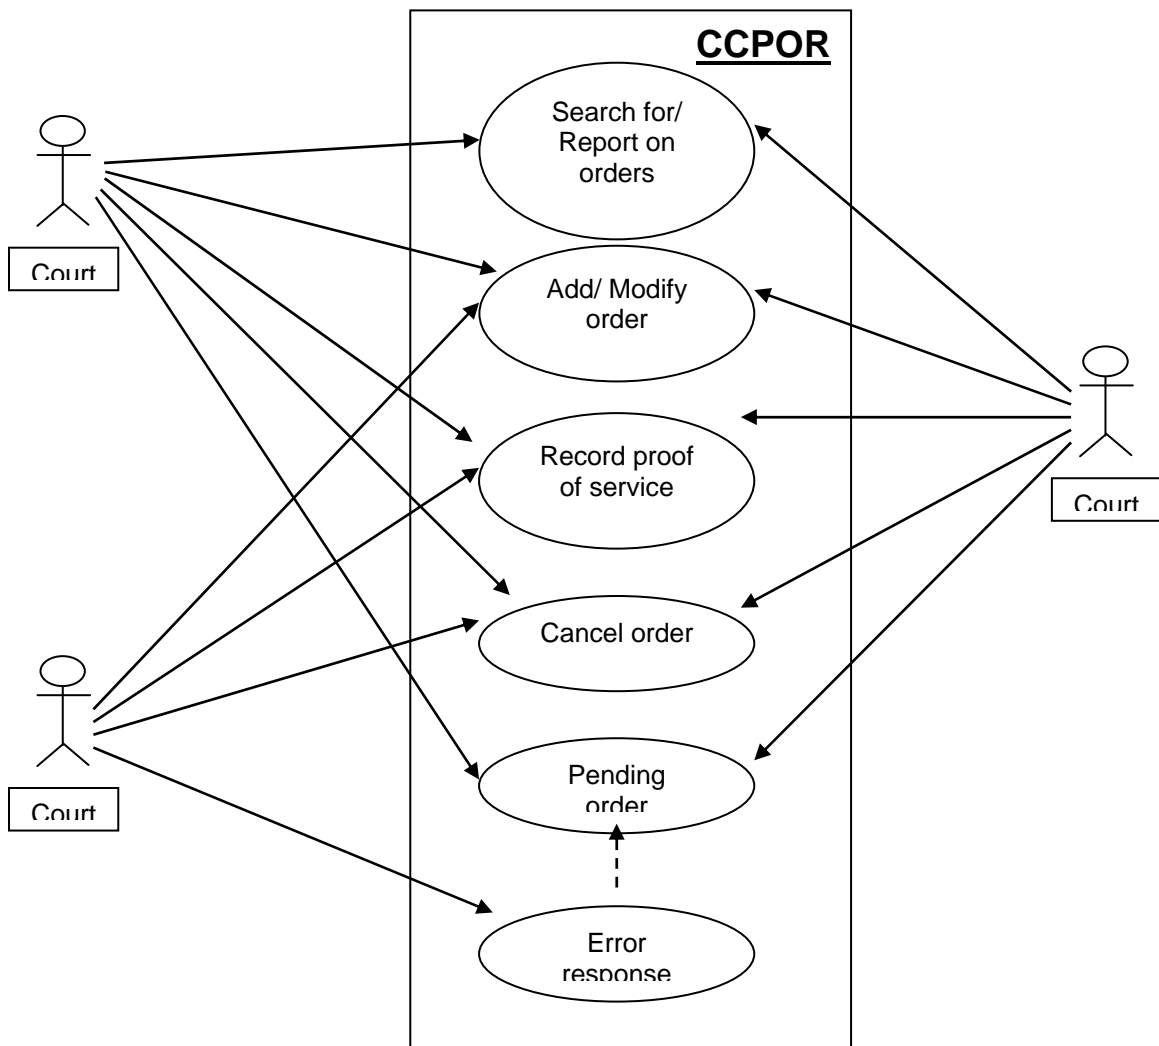 CCPOR
Search for/
Report on
orders
Court
Add/ Modify
order
Record proof
of service
Court
Cancel order
Court
Pending
order
Error
response